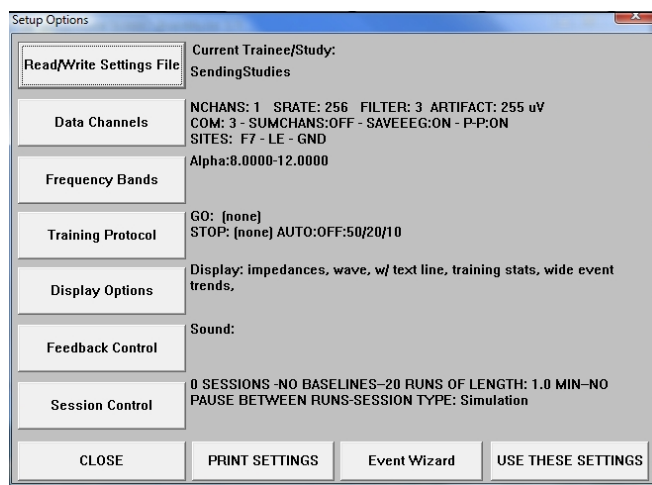 Setup Options
Read/Write Settings File
Current Trainee/Study:
SendingStudies
Data Channels
NCHANS: 1 SRATE: 256 FILTER: 3 ARTIFACT: 255 uV
COM: 3 - SUMCHANS:OFF - SAVEEEG:ON - P-P:ON
SITES: F7 - LE - GND
Frequency Bands
Alpha:8.0000-12.0000
Training Protocol
GO: (none)
STOP: (none) AUTO:OFF:50/20/10
Display Options
Display: impedances, wave, w/ text line, training stats, wide event
trends,
Feedback Control
Sound:
Session Control
0 SESSIONS -NO BASELINES--20 RUNS OF LENGTH: 1.0 MIN--NO
PAUSE BETWEEN RUNS-SESSION TYPE: Simulation
CLOSE
PRINT SETTINGS
Event Wizard
USE THESE SETTINGS